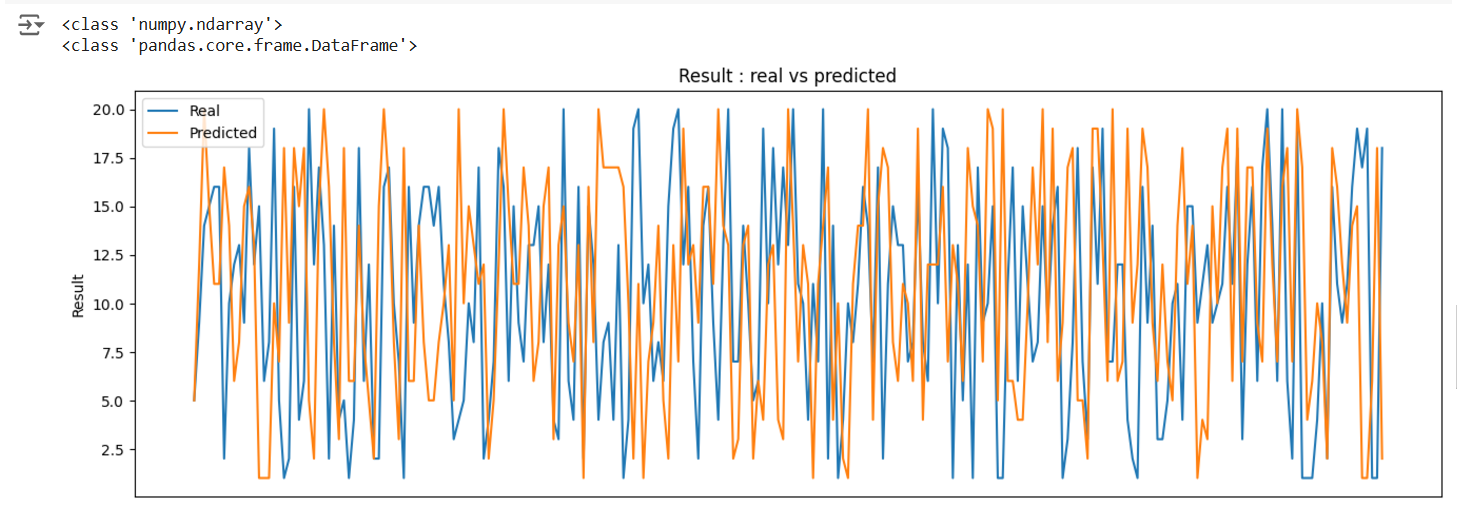 <class 'numpy.ndarray'>
<class 'pandas.core.frame.DataFrame'>
Result : real vs predicted
Real
Predicted
20.0
17.5
15.0
12.5
10.0
7.5
5.0
2.5
Result